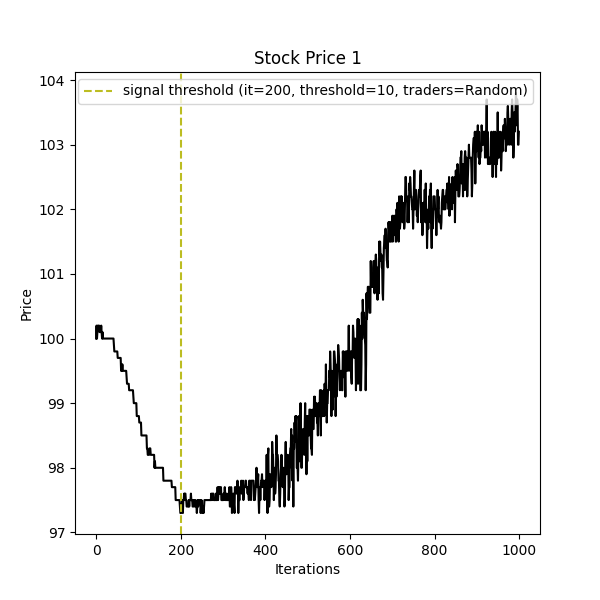 Stock Price 1
signal threshold (it=200, threshold=10, traders=Random)
104
103
102
101
100
99
98
97
Price
0 200 400 600 800 1000
Iterations